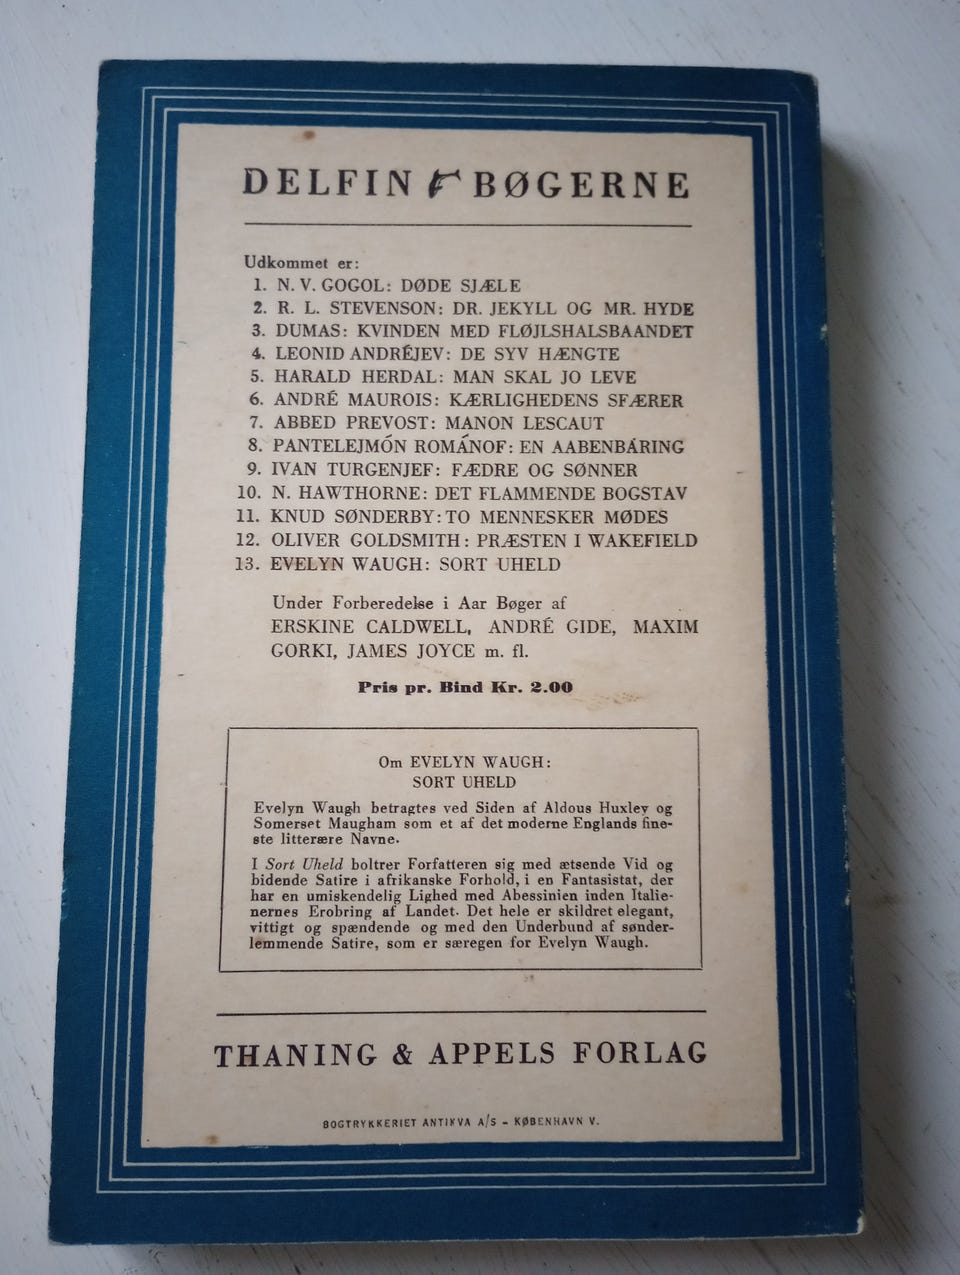 DELFIN BØGERNE
Udkommet er:
1. N. V. GOGOL: DØDE SJÆLE
2. R. L. STEVENSON: DR. JEKYLL OG MR. HYDE
3. DUMAS: KVINDEN MED FLØJLSHALSBAANDET
4. LEONID ANDRÉJEV: DE SYV HÆNGTE
5. HARALD HERDAL: MAN SKAL JO LEVE
6. ANDRÉ MAUROIS: KÆRLIGHEDENS SFÆRER
7. ABBED PREVOST: MANON LESCAUT
8. PANTELEJMÓN ROMÁNOF: EN AABENBÁRING
9. IVAN TURGENJEF: FÆDRE OG SØNNER
10. N. HAWTHORNE: DET FLAMMENDE BOGSTAV
11. KNUD SØNDERBY: TO MENNESKER MØDES
12. OLIVER GOLDSMITH: PRÆSTEN I WAKEFIELD
13. EVELYN WAUGH: SORT UHELD
Under Forberedelse i Aar Bøger af
ERSKINE CALDWELL, ANDRÉ GIDE, MAXIM
GORKI, JAMES JOYCE m. fl.
Pris pr. Bind Kr. 2.00
Om EVELYN WAUGH:
SORT UHELD
Evelyn Waugh betragtes ved Siden af Aldous Huxley og
Somerset Maugham som et af det moderne Englands fine-
ste litterære Navne.
I Sort Uheld boltrer Forfatteren sig med ætsende Vid og
bidende Satire i afrikanske Forhold, i en Fantasistat, der
har en umiskendelig Lighed med Abessinien inden Italie-
nernes Erobring af Landet. Det hele er skildret elegant,
vittigt og spændende og med den Underbund af sønder-
lemmende Satire, som er særegen for Evelyn Waugh.
THANING & APPELS FORLAG
BOGTRYKKERIET ANTIKVA A/S - KØBENHAVN V.